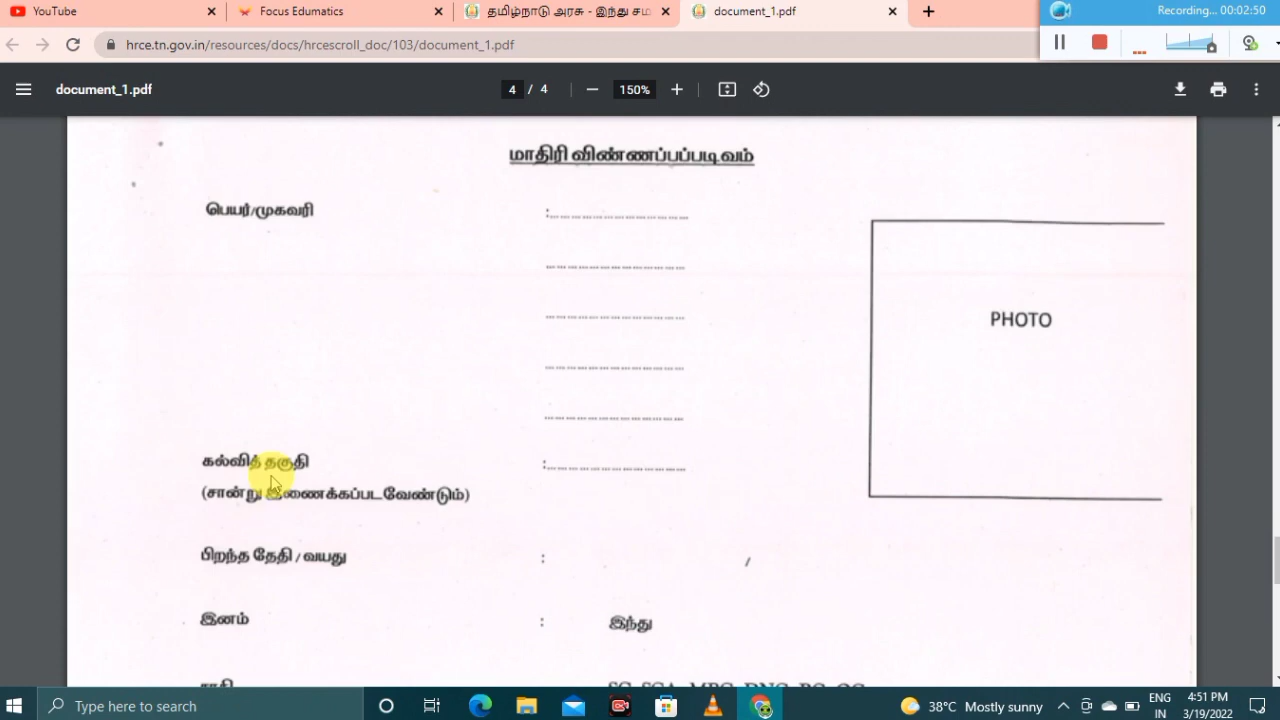 YouTube
Focus Edumatics
தமிழ்நாடு அரசு - இந்து சம
document_1.pdf
Recording... 00:02:50
hrce.tn.gov.in/resources/docs/hrcescroll_doc/103/document_1.pdf
document_1.pdf
4 / 4
150%
மாதிரி விண்ணப்பப்படிவம்
பெயர்/முகவரி
:
PHOTO
கல்வித் தகுதி
:
(சான்று இணைக்கப்படவேண்டும்)
பிறந்த தேதி / வயது : /
இனம் : இந்து
Type here to search
38°C Mostly sunny
ENG
IN
4:51 PM
3/19/2022